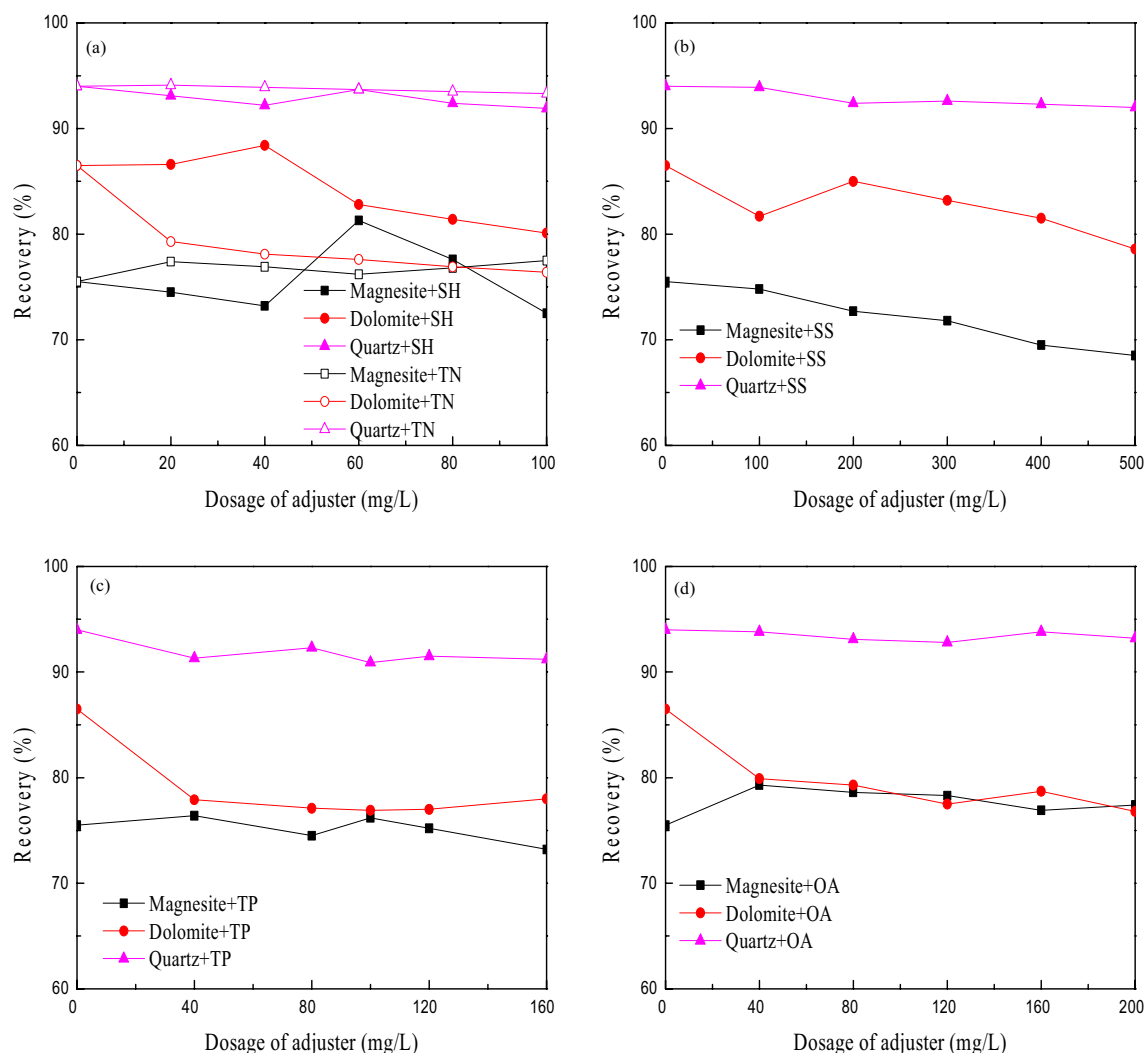 (a)
Recovery (%)
100
90
80
70
60
Magnesite+SH
Dolomite+SH
Quartz+SH
Magnesite+TN
Dolomite+TN
Quartz+TN
0 20 40 60 80 100
Dosage of adjuster (mg/L)
(b)
Recovery (%)
100
90
80
70
60
Magnesite+SS
Dolomite+SS
Quartz+SS
0 100 200 300 400 500
Dosage of adjuster (mg/L)
(c)
Recovery (%)
100
90
80
70
60
Magnesite+TP
Dolomite+TP
Quartz+TP
0 40 80 120 160
Dosage of adjuster (mg/L)
(d)
Recovery (%)
100
90
80
70
60
Magnesite+OA
Dolomite+OA
Quartz+OA
0 40 80 120 160 200
Dosage of adjuster (mg/L)